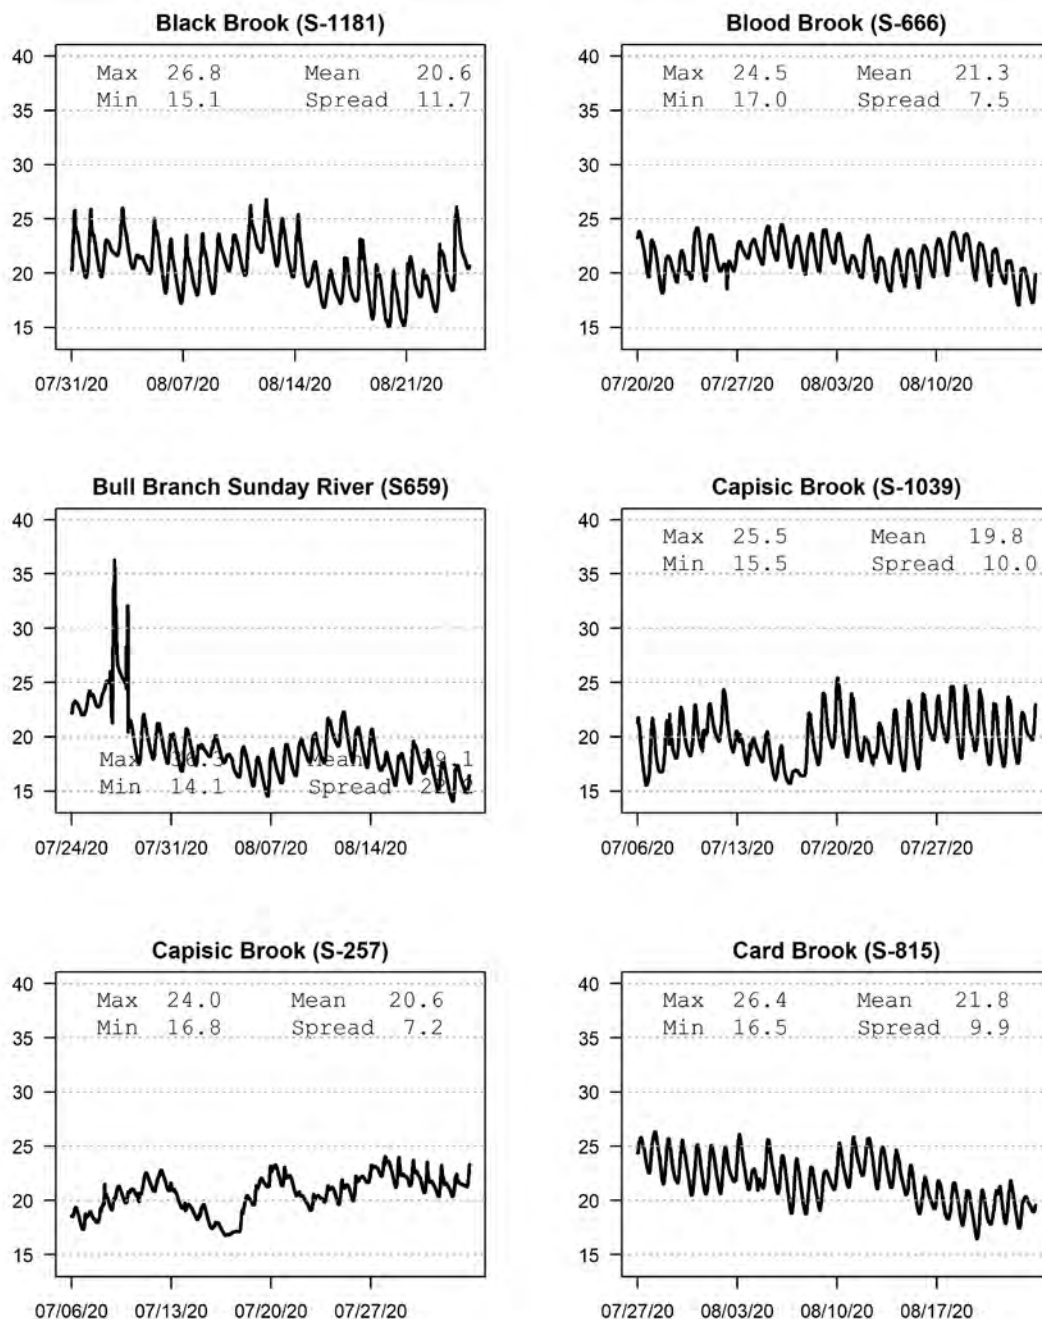 Black Brook (S-1181)
40
35
30
25
20
15
Max 26.8 Mean 20.6
Min 15.1 Spread 11.7
07/31/20 08/07/20 08/14/20 08/21/20
Blood Brook (S-666)
40
35
30
25
20
15
Max 24.5 Mean 21.3
Min 17.0 Spread 7.5
07/20/20 07/27/20 08/03/20 08/10/20
Bull Branch Sunday River (S659)
40
35
30
25
20
15
Max 36.3 Mean 19.1
Min 14.1 Spread 22.2
07/24/20 07/31/20 08/07/20 08/14/20
Capisic Brook (S-1039)
40
35
30
25
20
15
Max 25.5 Mean 19.8
Min 15.5 Spread 10.0
07/06/20 07/13/20 07/20/20 07/27/20
Capisic Brook (S-257)
40
35
30
25
20
15
Max 24.0 Mean 20.6
Min 16.8 Spread 7.2
07/06/20 07/13/20 07/20/20 07/27/20
Card Brook (S-815)
40
35
30
25
20
15
Max 26.4 Mean 21.8
Min 16.5 Spread 9.9
07/27/20 08/03/20 08/10/20 08/17/20